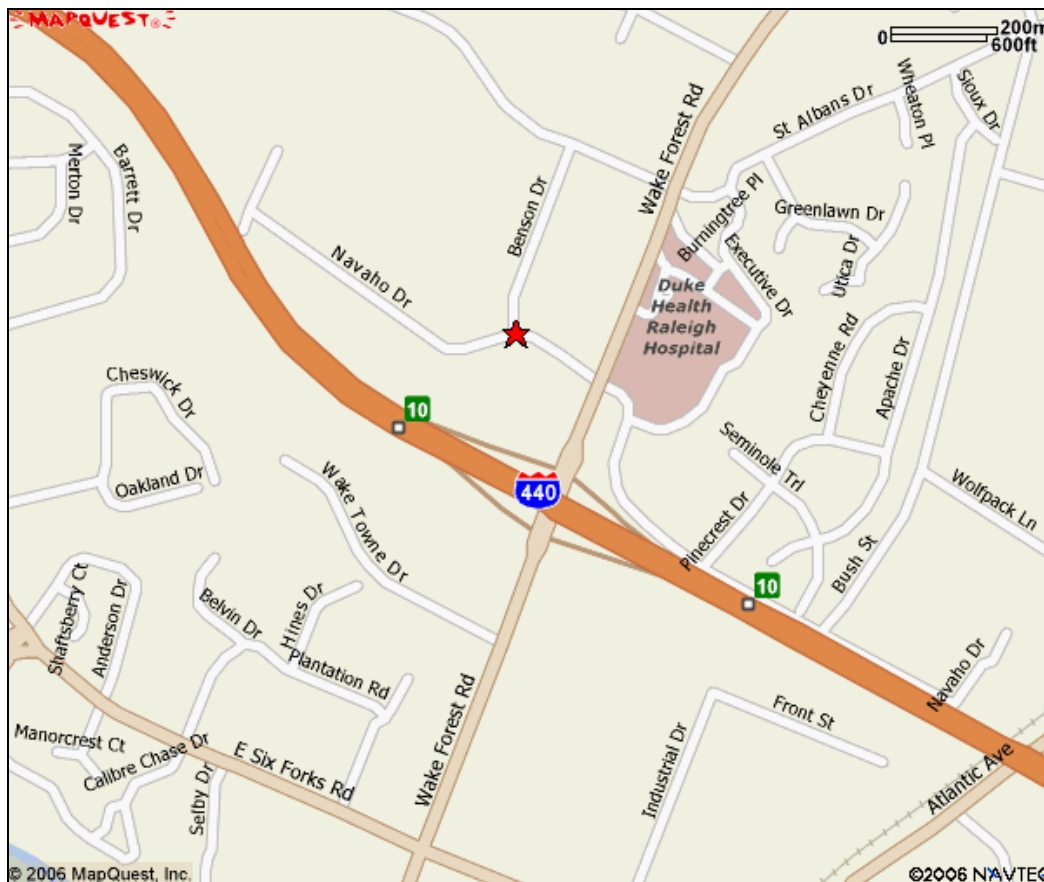 MAPQUEST®
0
200m
600ft
Wake Forest Rd
St Albans Dr
Wheaton Pl
Sioux Dr
Merton Dr
Barrett Dr
Benson Dr
Burningtree Pl
Greenlawn Dr
Executive Dr
Utica Dr
Navaho Dr
Duke
Health
Raleigh
Hospital
Cheyenne Rd
Apache Dr
Cheswick Dr
10
Seminole Trl
Oakland Dr
Wake Towne Dr
440
Pinecrest Dr
Wolfpack Ln
Bush St
10
Shaftsberry Ct
Anderson Dr
Belvin Dr
Hines Dr
Plantation Rd
Navaho Dr
Manorcrest Ct
Calibre Chase Dr
Selby Dr
E Six Forks Rd
Wake Forest Rd
Industrial Dr
Front St
Atlantic Ave
© 2006 MapQuest, Inc.
©2006 NAVTEQ